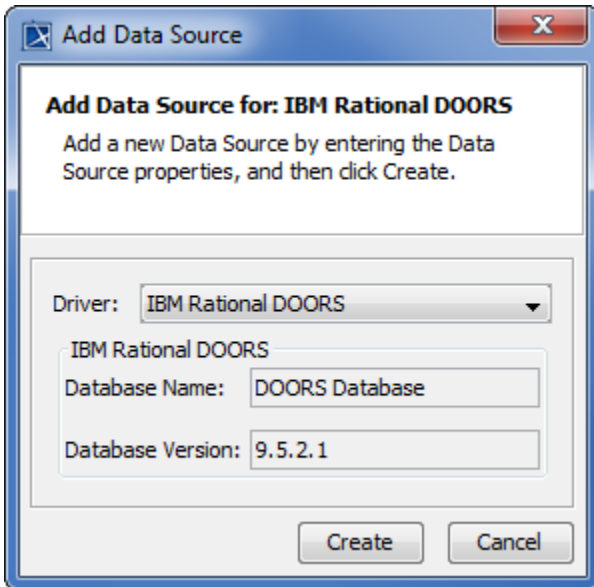 Add Data Source
Add Data Source for: IBM Rational DOORS
Add a new Data Source by entering the Data
Source properties, and then click Create.
Driver: IBM Rational DOORS
IBM Rational DOORS
Database Name: DOORS Database
Database Version: 9.5.2.1
Create Cancel